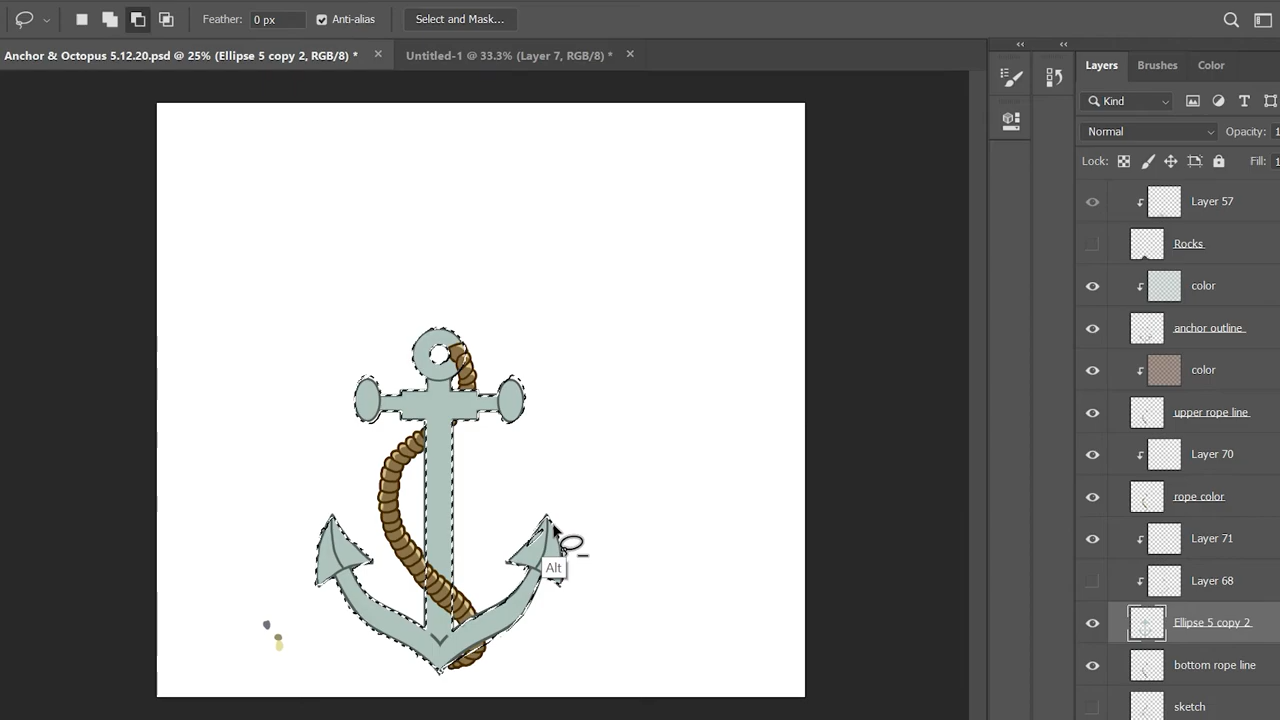 Feather: 0 px Anti-alias Select and Mask...
Anchor & Octopus 5.12.20.psd @ 25% (Ellipse 5 copy 2, RGB/8) * Untitled-1 @ 33.3% (Layer 7, RGB/8) *
Layers Brushes Color
Kind
Normal Opacity: 1
Lock: Fill: 1
Layer 57
Rocks
color
anchor outline
color
upper rope line
Layer 70
rope color
Layer 71
Alt
Layer 68
Ellipse 5 copy 2
bottom rope line
sketch